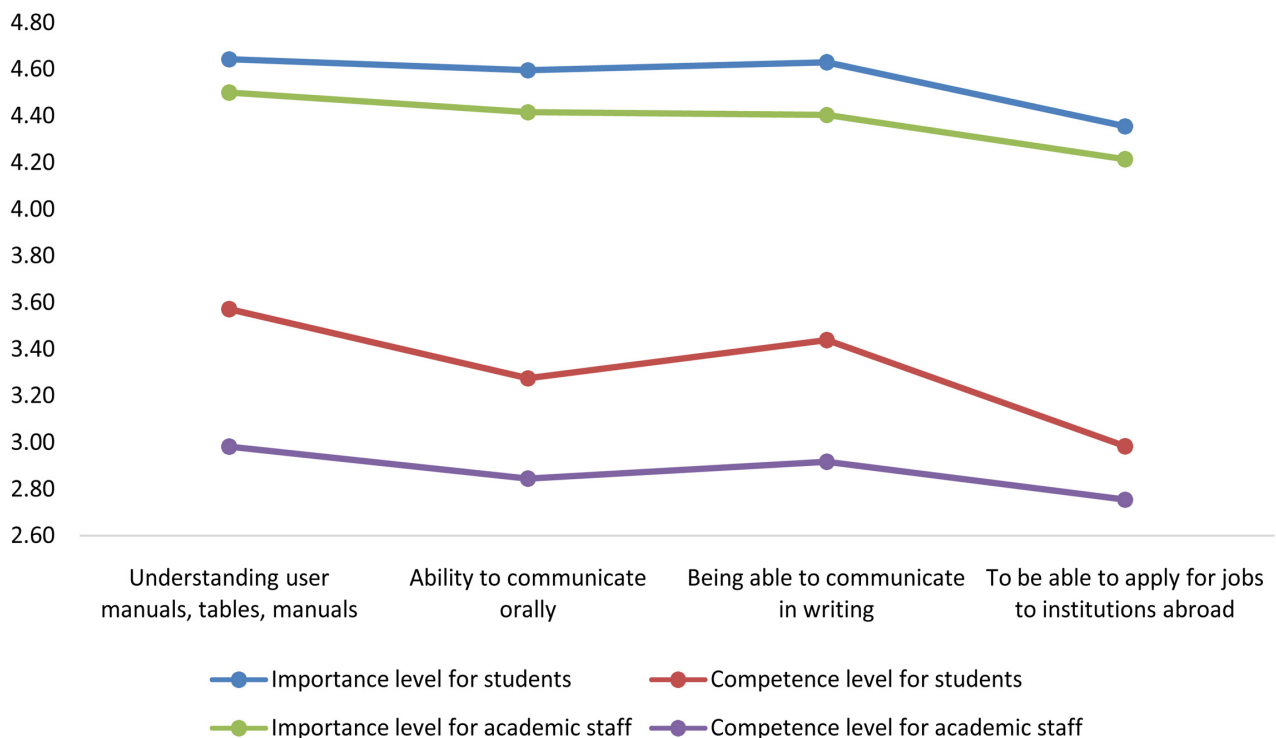 4.80
4.60
4.40
4.20
4.00
3.80
3.60
3.40
3.20
3.00
2.80
2.60
Understanding user
manuals, tables, manuals
Ability to communicate
orally
Being able to communicate
in writing
To be able to apply for jobs
to institutions abroad
Importance level for students
Competence level for students
Importance level for academic staff
Competence level for academic staff